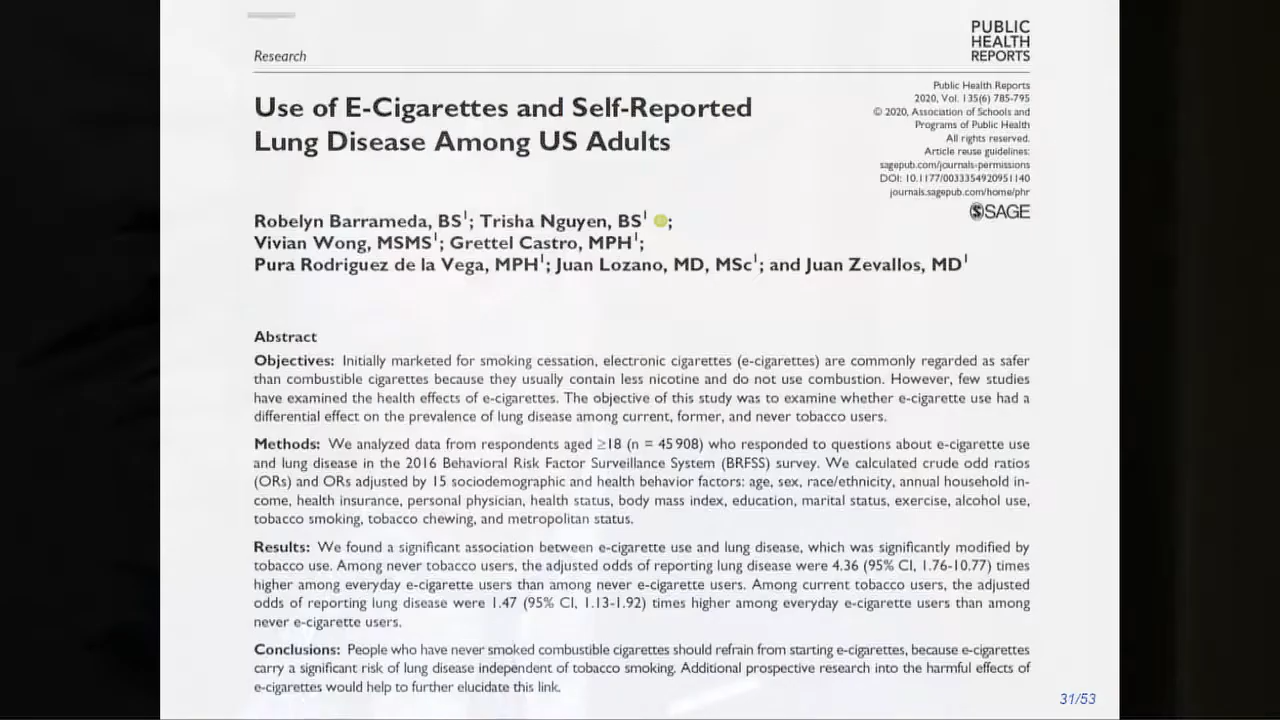 PUBLIC
HEALTH
REPORTS
Research
Use of E-Cigarettes and Self-Reported
Lung Disease Among US Adults
Public Health Reports
2020, Vol. 135(6) 785-795
© 2020, Association of Schools and
Programs of Public Health
All rights reserved.
Article reuse guidelines:
sagepub.com/journals-permissions
DOI: 10.1177/0033354920951140
journals.sagepub.com/home/phr
SAGE
Robelyn Barrameda, BS¹; Trisha Nguyen, BS¹ ;
Vivian Wong, MSMS¹; Grettel Castro, MPH¹;
Pura Rodriguez de la Vega, MPH¹; Juan Lozano, MD, MSc¹; and Juan Zevallos, MD¹
Abstract
Objectives: Initially marketed for smoking cessation, electronic cigarettes (e-cigarettes) are commonly regarded as safer
than combustible cigarettes because they usually contain less nicotine and do not use combustion. However, few studies
have examined the health effects of e-cigarettes. The objective of this study was to examine whether e-cigarette use had a
differential effect on the prevalence of lung disease among current, former, and never tobacco users.
Methods: We analyzed data from respondents aged ≥18 (n = 45 908) who responded to questions about e-cigarette use
and lung disease in the 2016 Behavioral Risk Factor Surveillance System (BRFSS) survey. We calculated crude odd ratios
(ORs) and ORs adjusted by 15 sociodemographic and health behavior factors: age, sex, race/ethnicity, annual household in-
come, health insurance, personal physician, health status, body mass index, education, marital status, exercise, alcohol use,
tobacco smoking, tobacco chewing, and metropolitan status.
Results: We found a significant association between e-cigarette use and lung disease, which was significantly modified by
tobacco use. Among never tobacco users, the adjusted odds of reporting lung disease were 4.36 (95% CI, 1.76-10.77) times
higher among everyday e-cigarette users than among never e-cigarette users. Among current tobacco users, the adjusted
odds of reporting lung disease were 1.47 (95% CI, 1.13-1.92) times higher among everyday e-cigarette users than among
never e-cigarette users.
Conclusions: People who have never smoked combustible cigarettes should refrain from starting e-cigarettes, because e-cigarettes
carry a significant risk of lung disease independent of tobacco smoking. Additional prospective research into the harmful effects of
e-cigarettes would help to further elucidate this link.
31/53